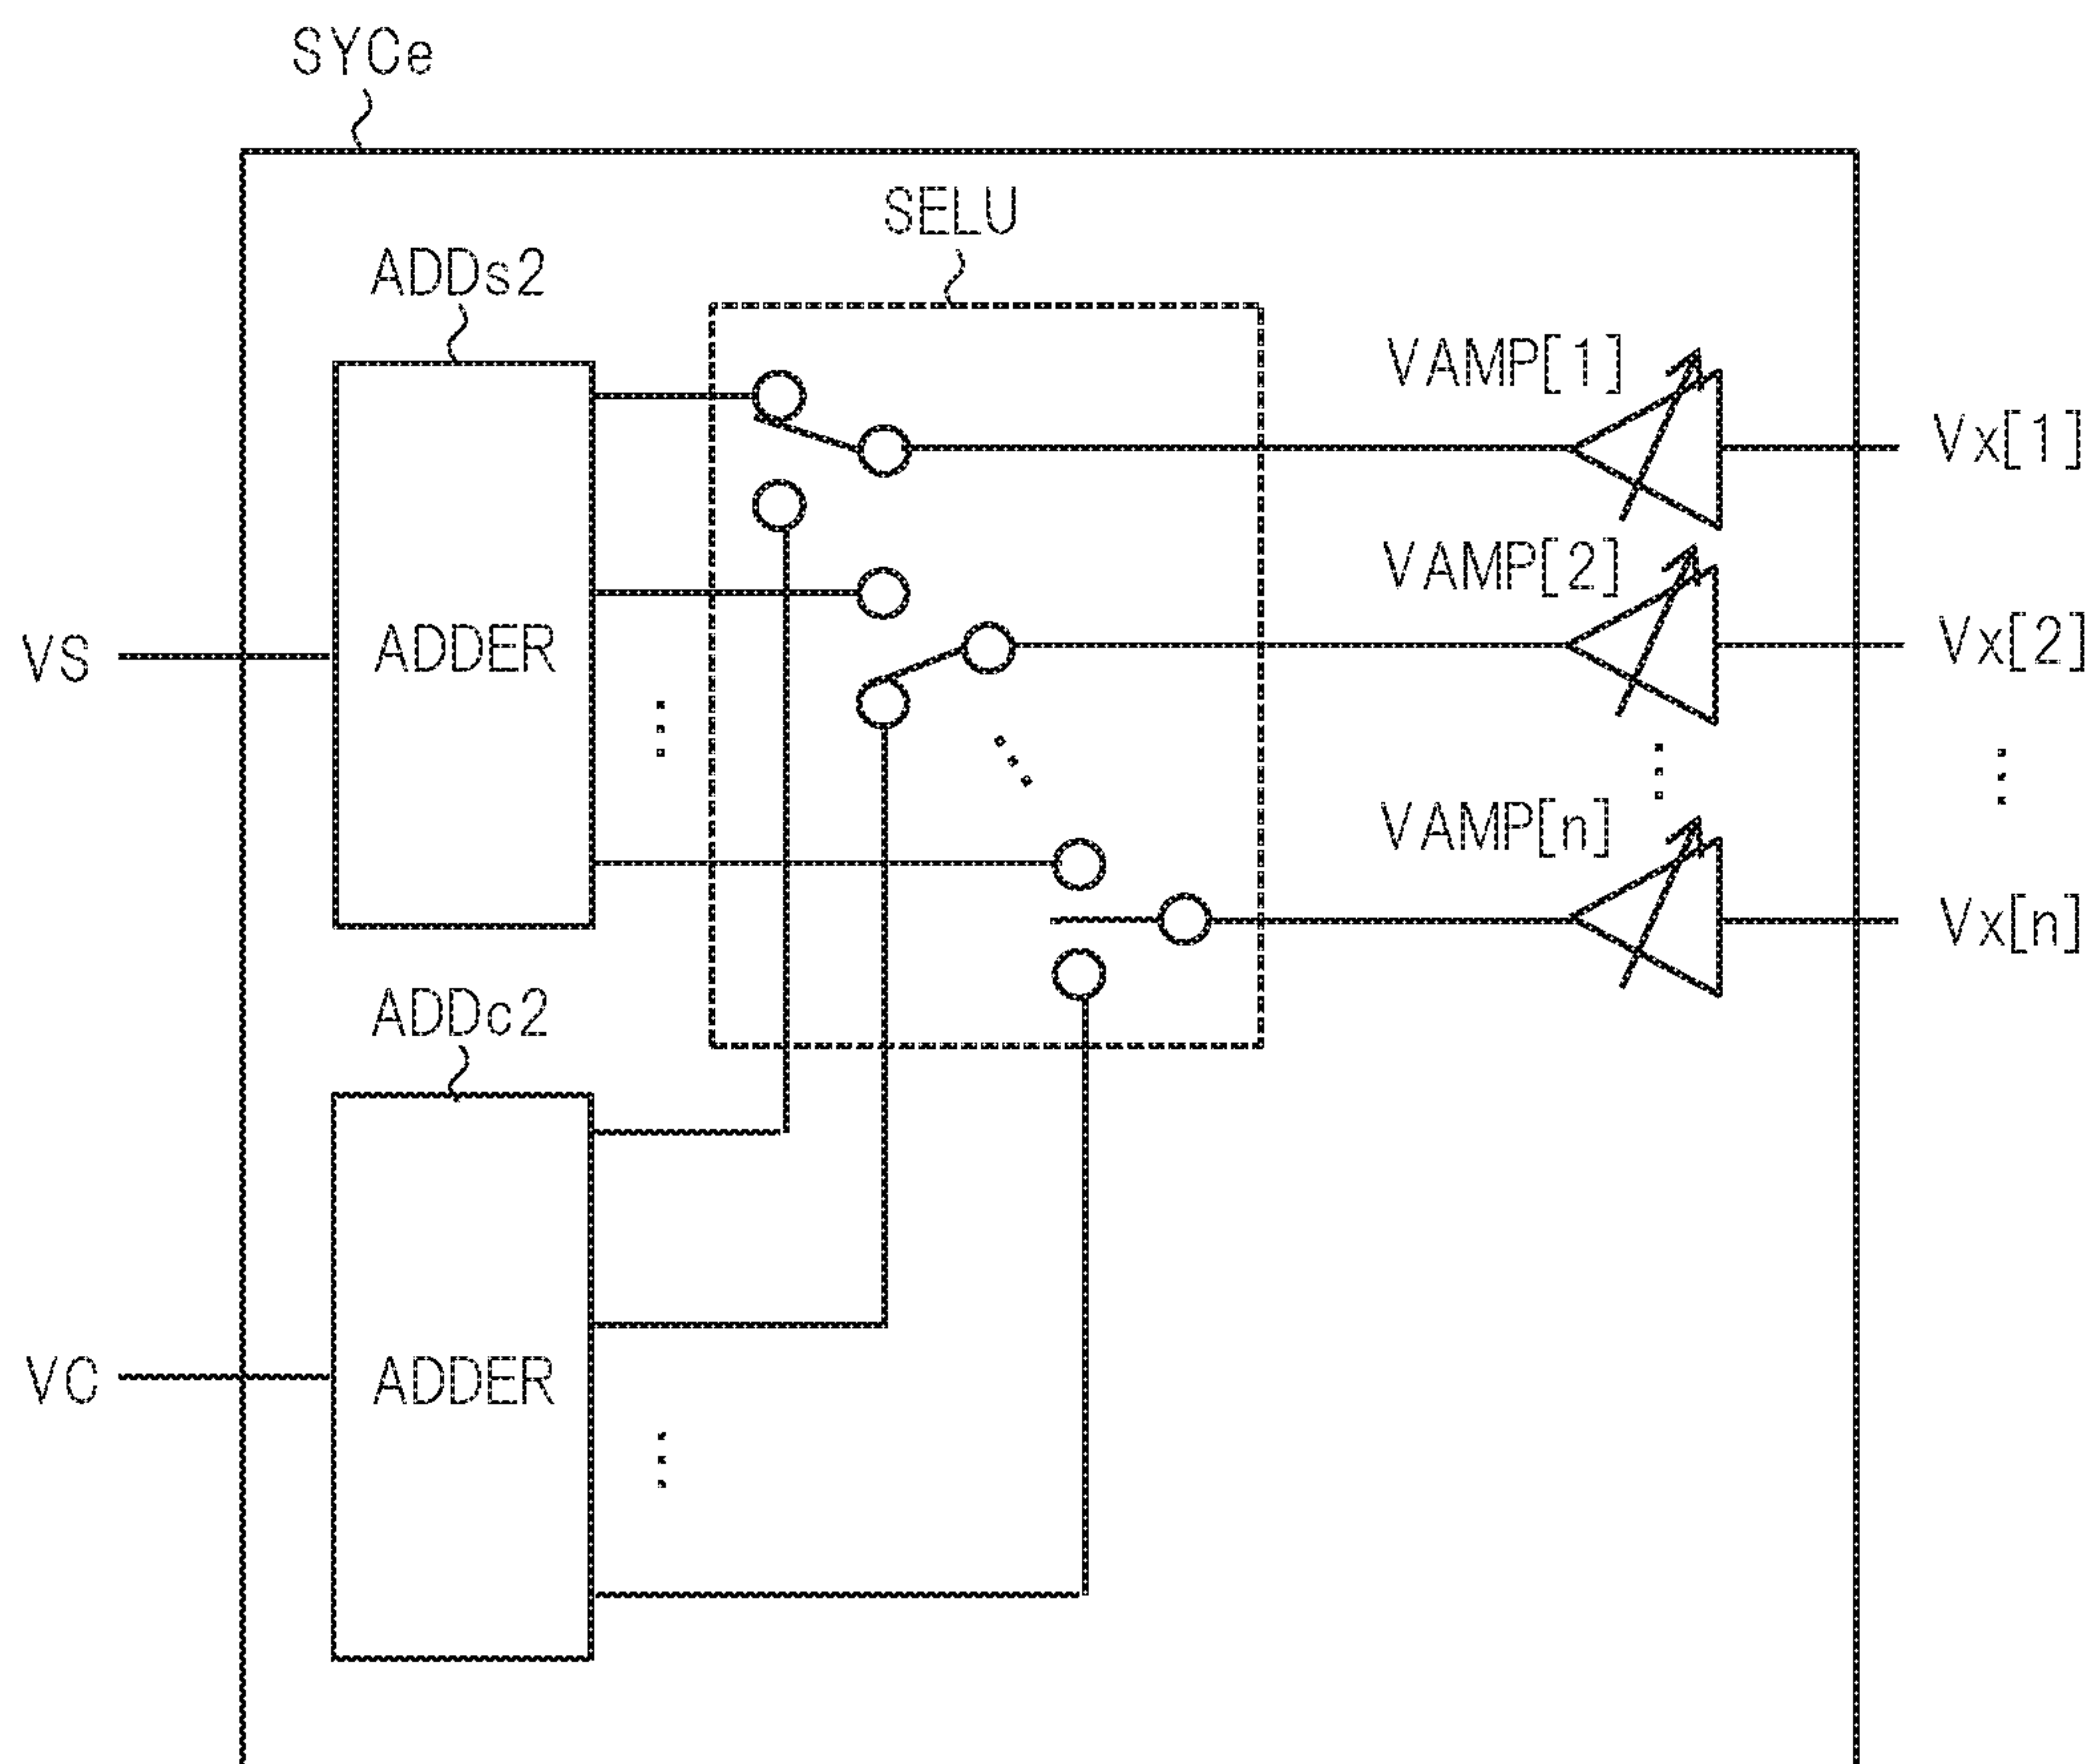 SYCe
SELU
ADDs2
VAMP[1]
Vx[1]
VAMP[2]
VS
ADDER
Vx[2]
VAMP[n]
Vx[n]
ADDc2
VC
ADDER